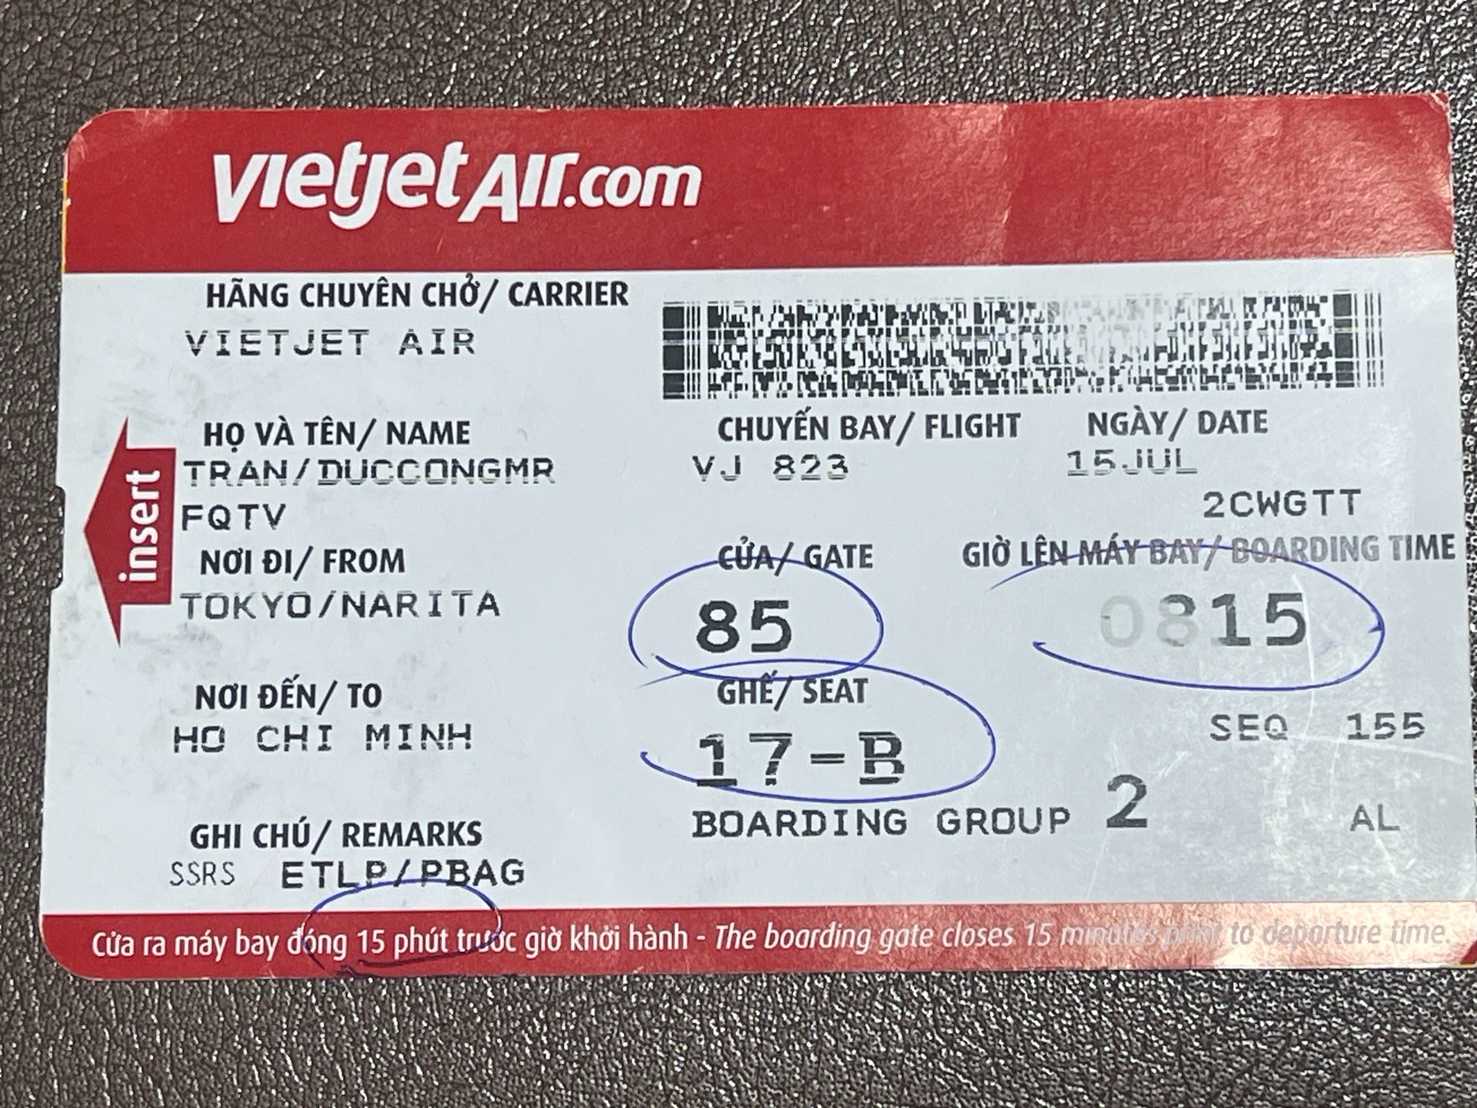 vietjetAir.com
HÃNG CHUYÊN CHỞ/ CARRIER
VIETJET AIR
HỌ VÀ TÊN/ NAME
TRAN/DUCCONGMR
FQTV
CHUYẾN BAY/ FLIGHT
VJ 823
NGÀY/ DATE
15JUL
2CWGTT
insert
NƠI ĐI/ FROM
TOKYO/NARITA
CỬA/ GATE
85
GIỜ LÊN MÁY BAY/ BOARDING TIME
0815
NƠI ĐẾN/ TO
HO CHI MINH
GHẾ/ SEAT
17-B
SEQ 155
BOARDING GROUP 2
AL
GHI CHÚ/ REMARKS
SSRS ETLP/PBAG
Cửa ra máy bay đóng 15 phút trước giờ khởi hành - The boarding gate closes 15 minutes prior to departure time.